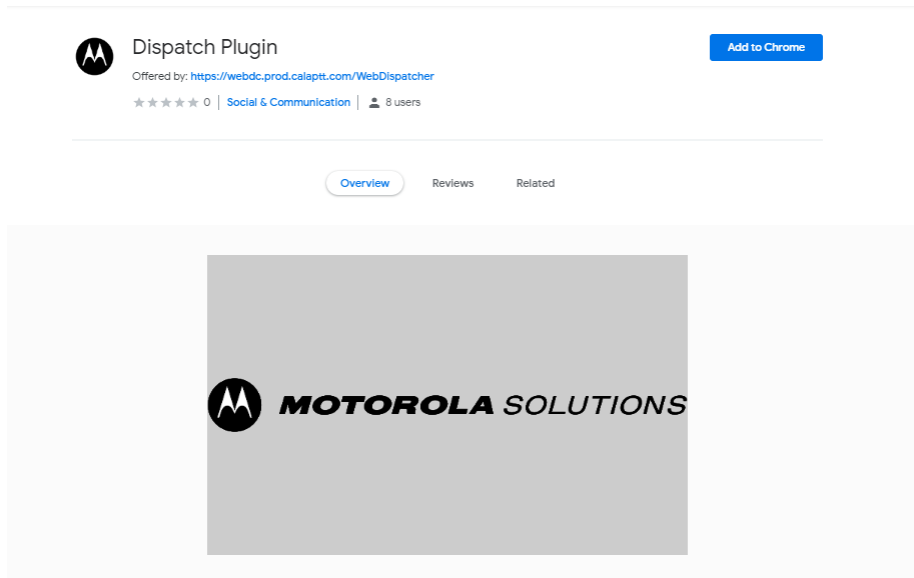 Dispatch Plugin
Add to Chrome
Offered by: https://webdc.prod.calaptt.com/WebDispatcher
0 | Social & Communication | 8 users
Overview Reviews Related
MOTOROLA SOLUTIONS